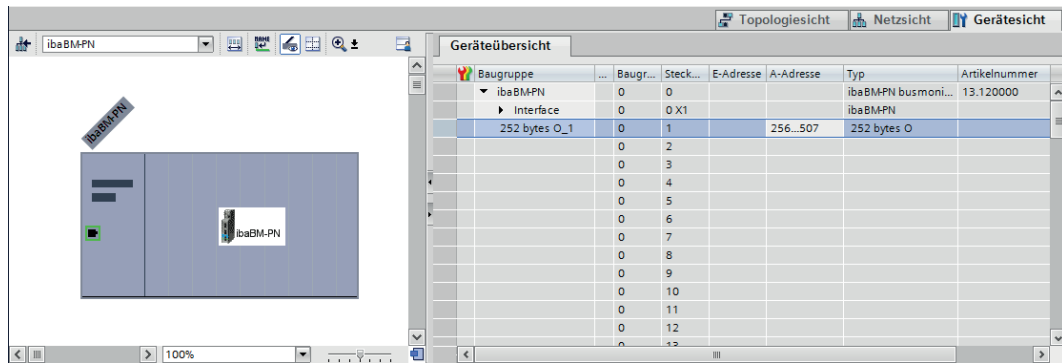 Topologiesicht Netzsicht Gerätesicht
ibaBM-PN
Geräteübersicht
Baugruppe ... Baugr... Steck... E-Adresse A-Adresse Typ Artikelnummer
ibaBM-PN 0 0 ibaBM-PN busmoni... 13.120000
Interface 0 0 X1 ibaBM-PN
252 bytes O_1 0 1 256...507 252 bytes O
0 2
0 3
0 4
0 5
0 6
0 7
0 8
0 9
0 10
0 11
0 12
ibaBM-PN
ibaBM-PN
100%